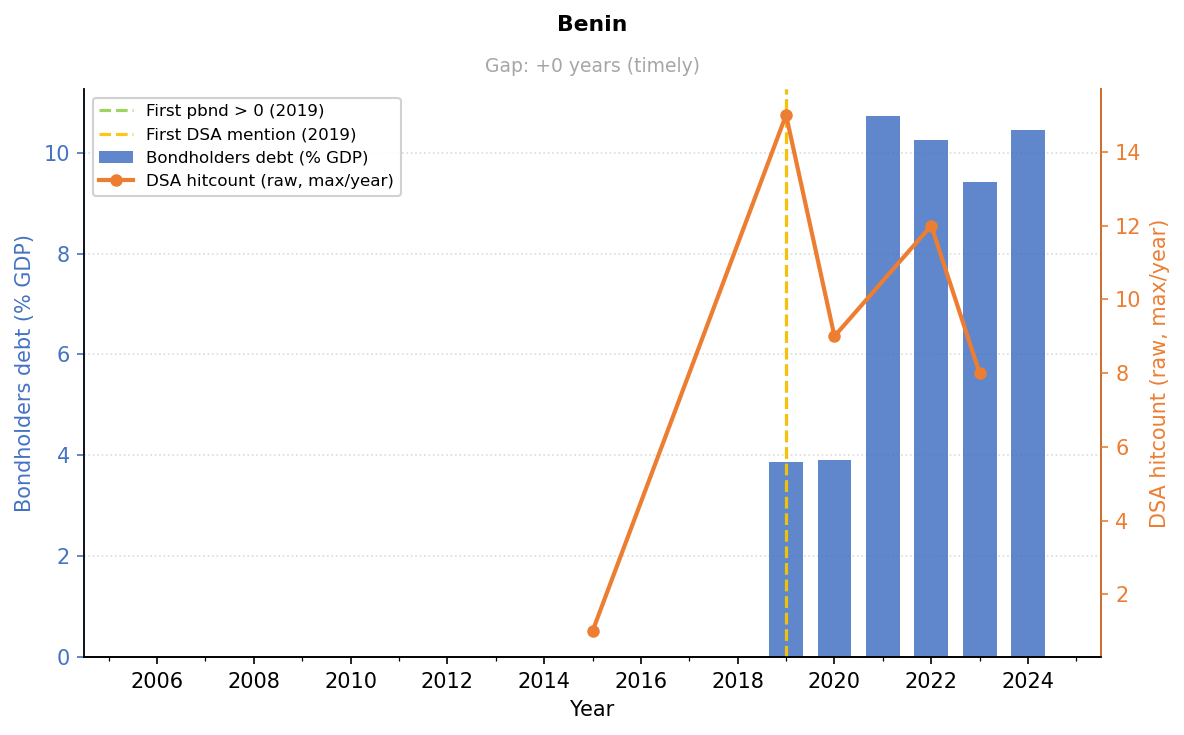 Benin
Gap: +0 years (timely)
First pbnd > 0 (2019)
First DSA mention (2019)
Bondholders debt (% GDP)
DSA hitcount (raw, max/year)
Bondholders debt (% GDP)
10
8
6
4
2
0
14
12
10
8
6
4
2
DSA hitcount (raw, max/year)
2006 2008 2010 2012 2014 2016 2018 2020 2022 2024
Year